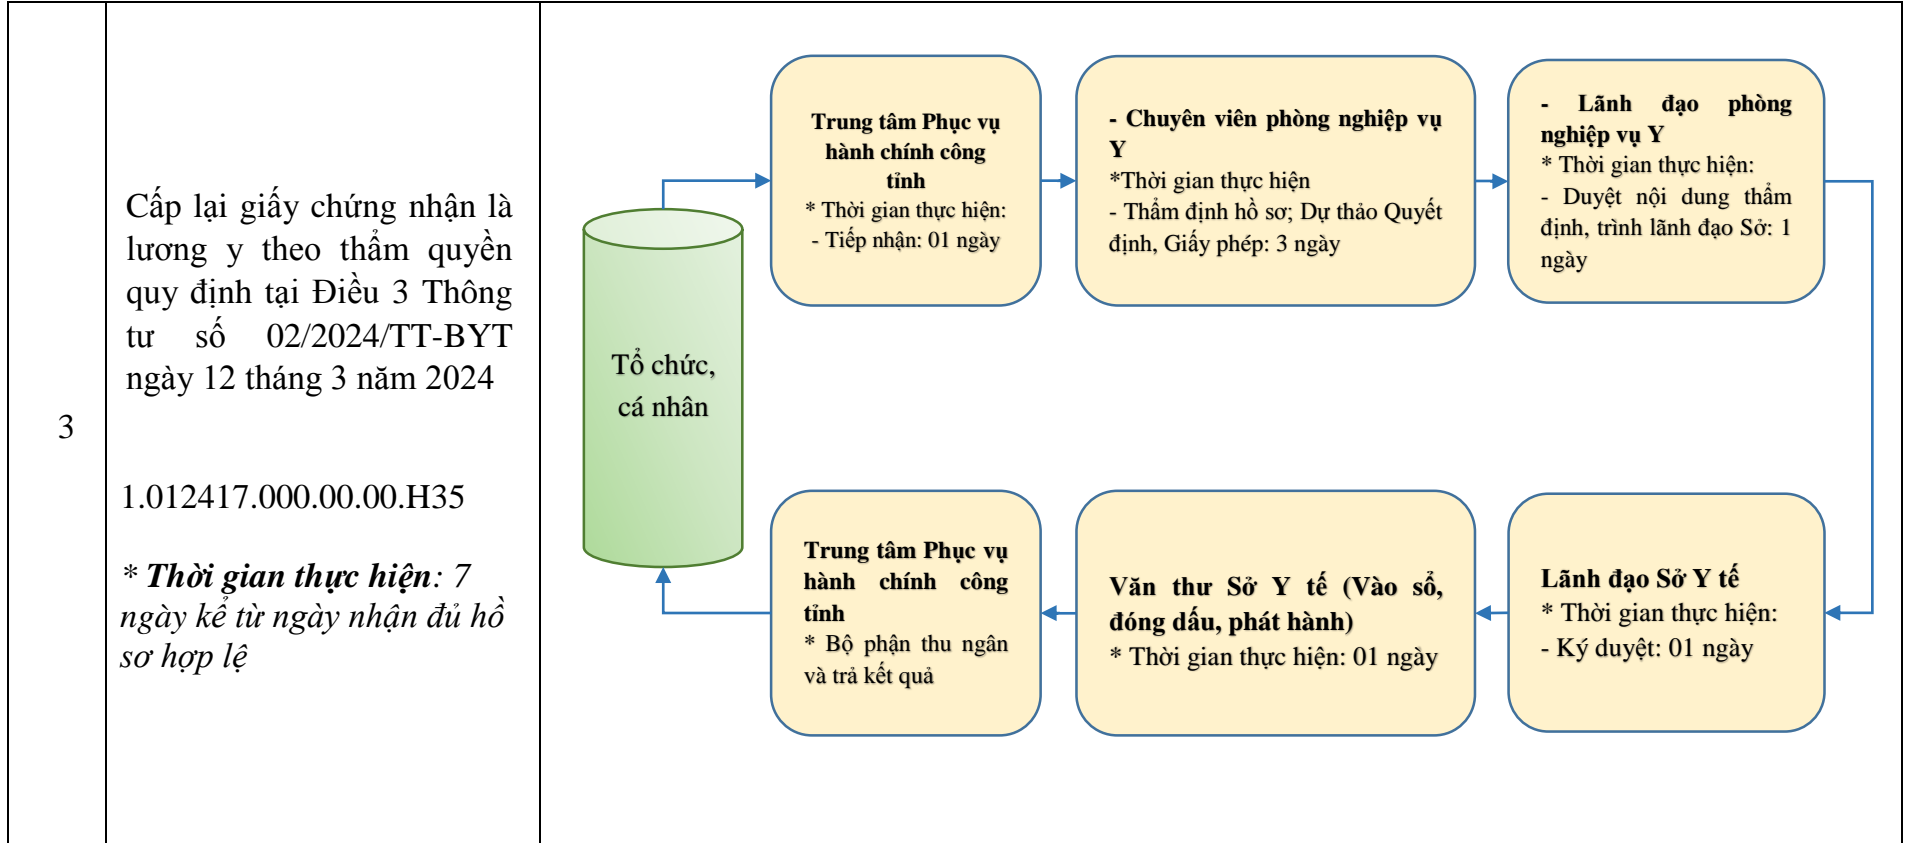 3
Cấp lại giấy chứng nhận là
lương y theo thẩm quyền
quy định tại Điều 3 Thông
tư số 02/2024/TT-BYT
ngày 12 tháng 3 năm 2024
1.012417.000.00.00.H35
* Thời gian thực hiện: 7
ngày kể từ ngày nhận đủ hồ
sơ hợp lệ
Tổ chức,
cá nhân
Trung tâm Phục vụ
hành chính công
tỉnh
* Thời gian thực hiện:
- Tiếp nhận: 01 ngày
- Chuyên viên phòng nghiệp vụ
Y
*Thời gian thực hiện
- Thẩm định hồ sơ; Dự thảo Quyết
định, Giấy phép: 3 ngày
- Lãnh đạo phòng
nghiệp vụ Y
* Thời gian thực hiện:
- Duyệt nội dung thẩm
định, trình lãnh đạo Sở: 1
ngày
Lãnh đạo Sở Y tế
* Thời gian thực hiện:
- Ký duyệt: 01 ngày
Văn thư Sở Y tế (Vào sổ,
đóng dấu, phát hành)
* Thời gian thực hiện: 01 ngày
Trung tâm Phục vụ
hành chính công
tỉnh
* Bộ phận thu ngân
và trả kết quả